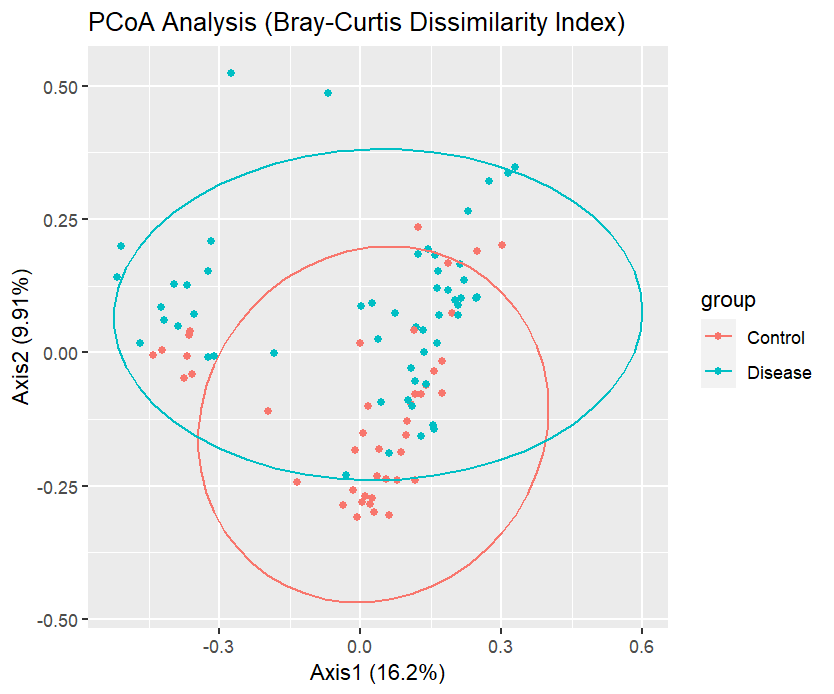 PCoA Analysis (Bray-Curtis Dissimilarity Index)
Axis2 (9.91%)
0.50
0.25
0.00
-0.25
-0.50
-0.3
0.0
0.3
0.6
Axis1 (16.2%)
group
Control
Disease